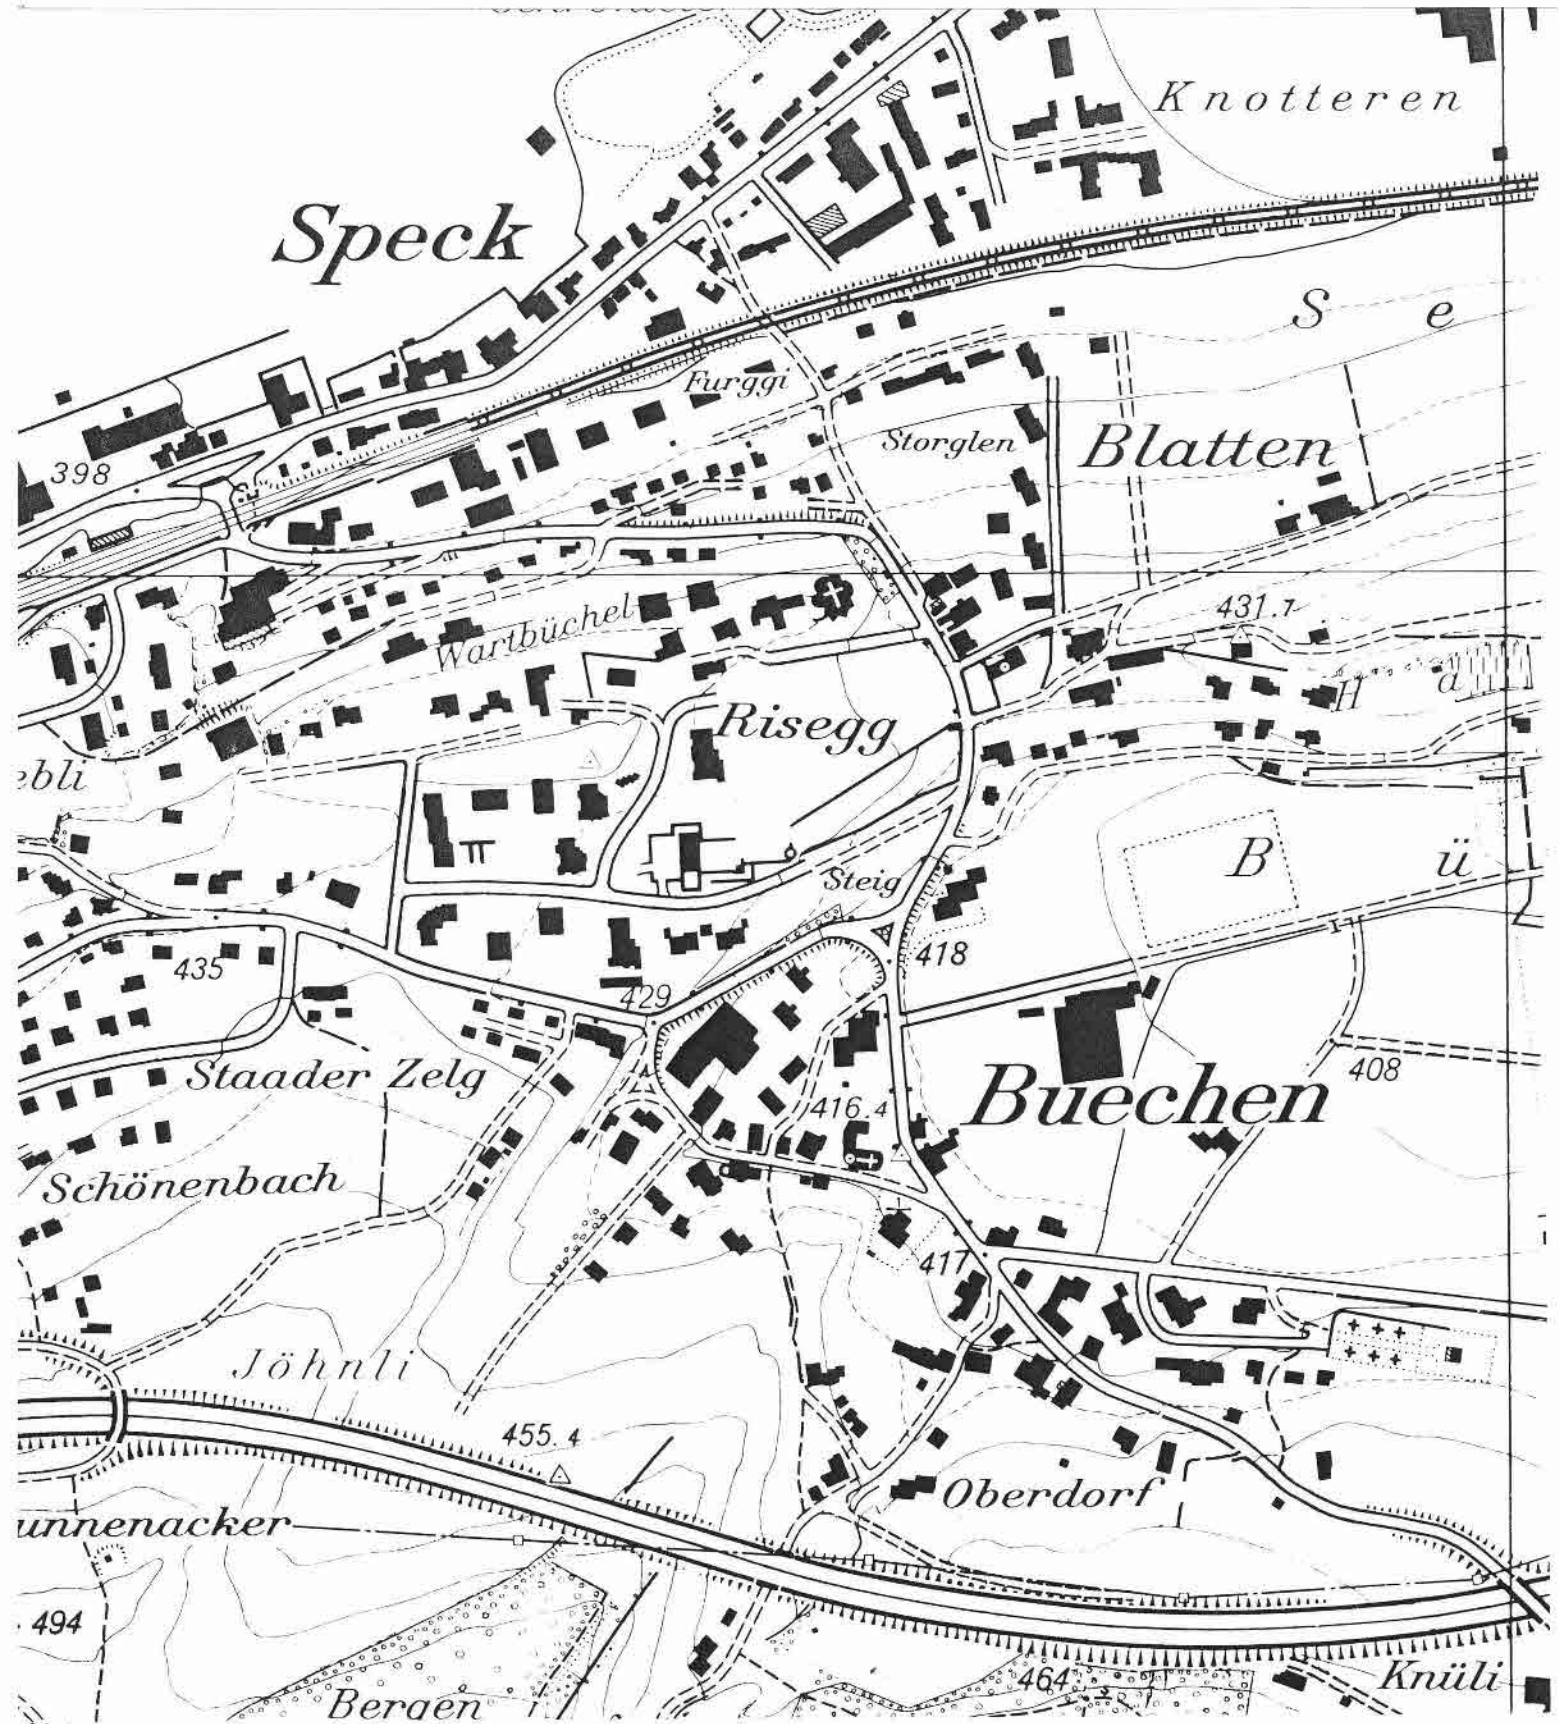 Knotteren
Speck
S e
Furggi
Storglen
Blatten
398
431.7
Wartbüchel
H a
Risegg
ebli
B ü
Steig
418
435
429
Staader Zelg
408
Buechen
416.4
Schönenbach
417
Jöhnli
455.4
Oberdorf
unnenacker
494
464
Knüli
Bergen